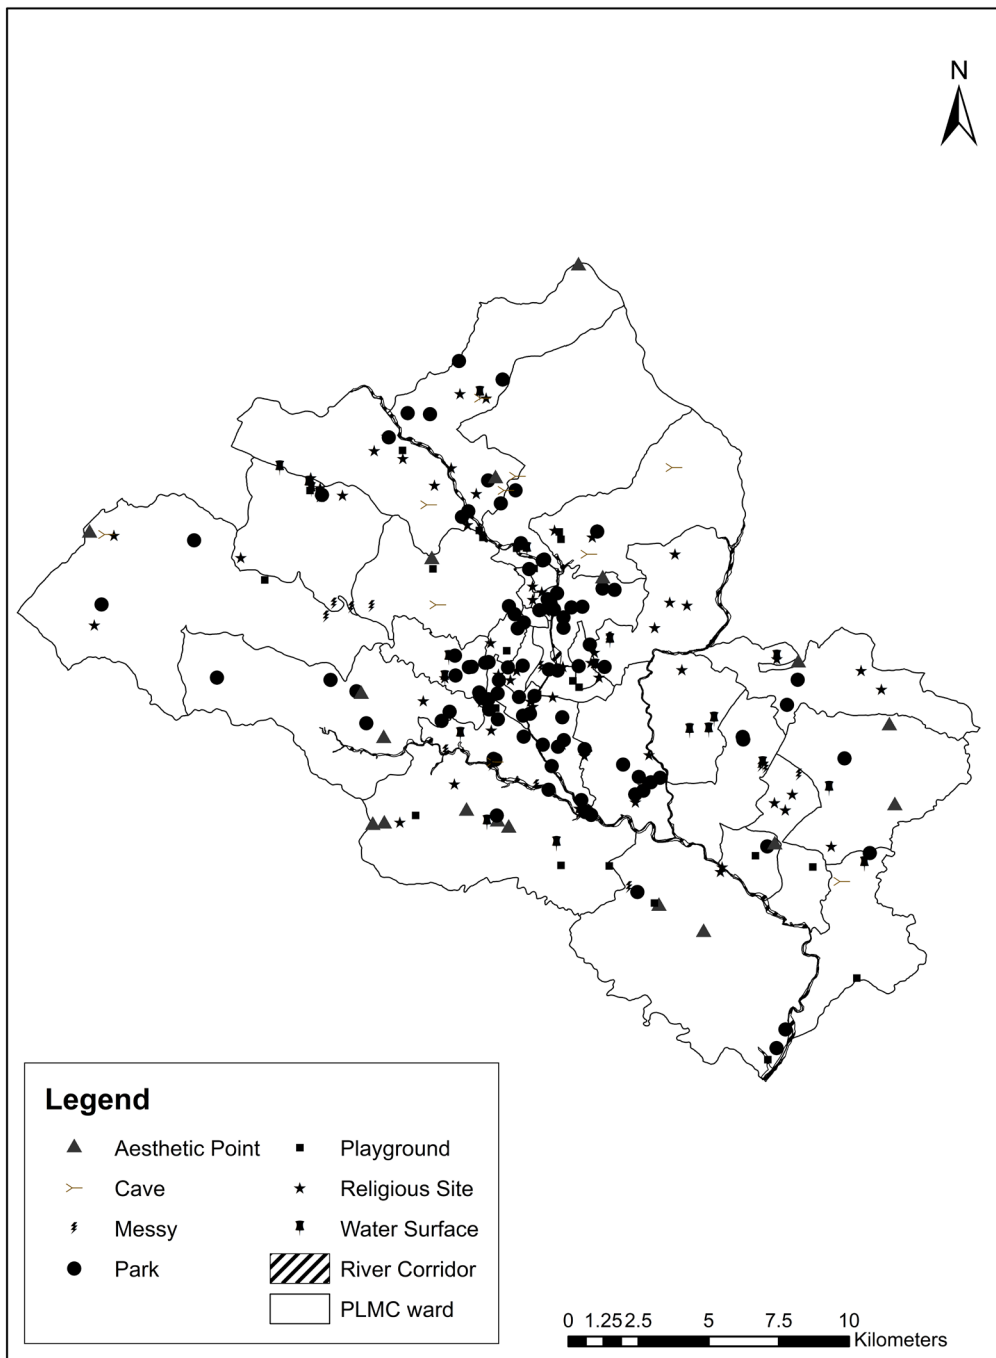 N
Legend
Aesthetic Point
Playground
Cave
Religious Site
Messy
Water Surface
Park
River Corridor
PLMC ward
0 1.25 2.5 5 7.5 10
Kilometers